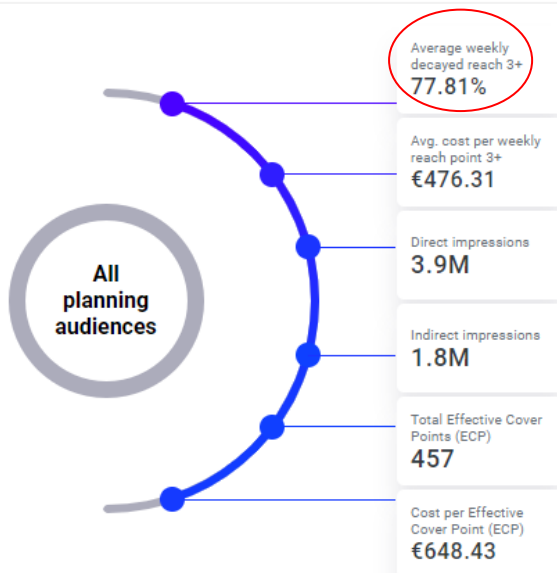 All
planning
audiences
Average weekly
decayed reach 3+
77.81%
Avg. cost per weekly
reach point 3+
€476.31
Direct impressions
3.9M
Indirect impressions
1.8M
Total Effective Cover
Points (ECP)
457
Cost per Effective
Cover Point (ECP)
€648.43